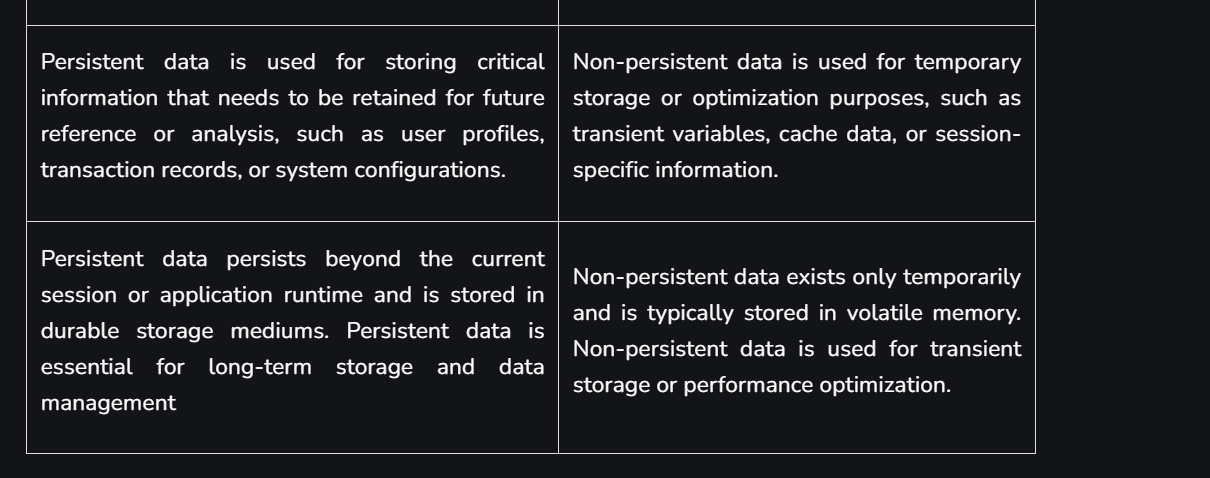 Persistent data is used for storing critical
information that needs to be retained for future
reference or analysis, such as user profiles,
transaction records, or system configurations.
Non-persistent data is used for temporary
storage or optimization purposes, such as
transient variables, cache data, or session-
specific information.
Persistent data persists beyond the current
session or application runtime and is stored in
durable storage mediums. Persistent data is
essential for long-term storage and data
management
Non-persistent data exists only temporarily
and is typically stored in volatile memory.
Non-persistent data is used for transient
storage or performance optimization.